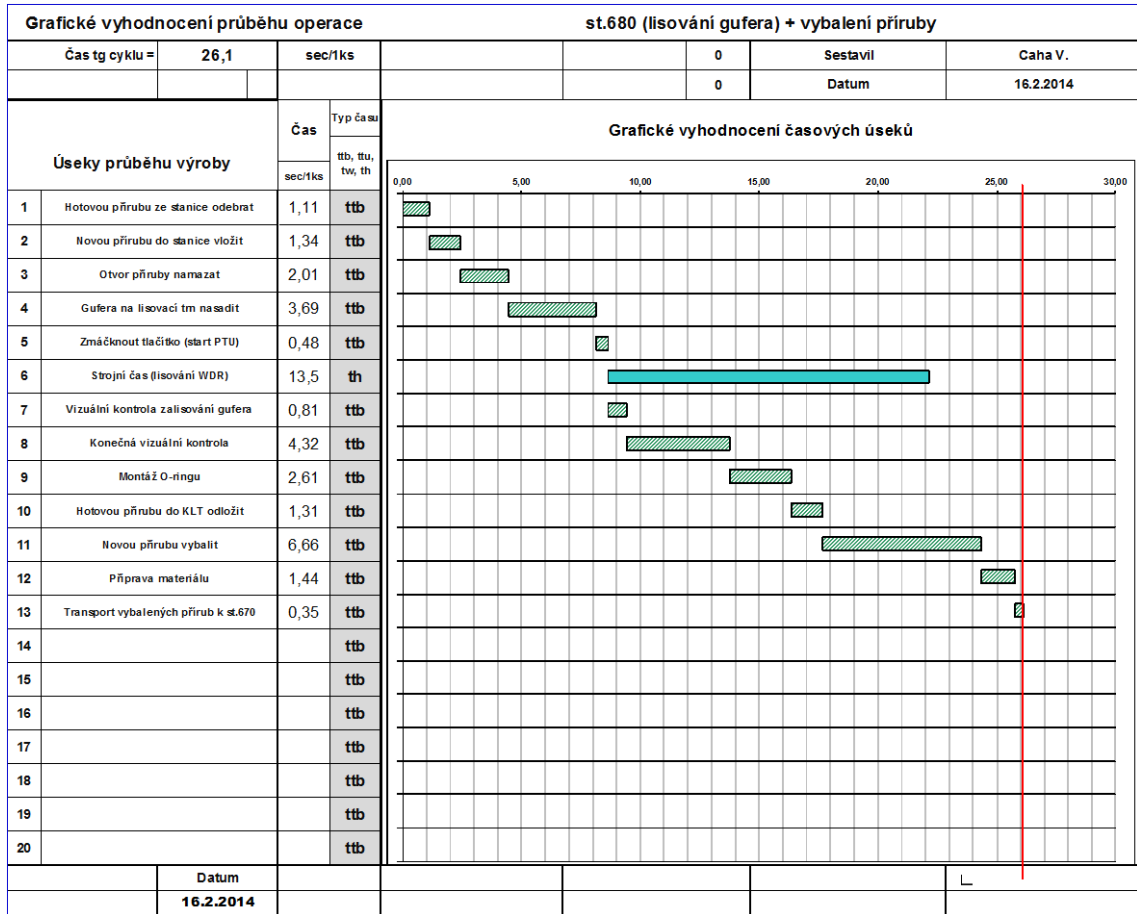 Grafické vyhodnocení průběhu operace st.680 (lisování gufera) + vybalení příruby
Čas tg cyklu = 26,1 sec/1ks 0 Sestavil Caha V.
0 Datum 16.2.2014
Úseky průběhu výroby Čas Typ času Grafické vyhodnocení časových úseků
sec/1ks ttb, ttu,
tw, th
0,00 5,00 10,00 15,00 20,00 25,00 30,00
1 Hotovou přírubu ze stanice odebrat 1,11 ttb
2 Novou přírubu do stanice vložit 1,34 ttb
3 Otvor příruby namazat 2,01 ttb
4 Gufera na lisovací trn nasadit 3,69 ttb
5 Zmáčknout tlačítko (start PTU) 0,48 ttb
6 Strojní čas (lisování WDR) 13,5 th
7 Vizuální kontrola zalisování gufera 0,81 ttb
8 Konečná vizuální kontrola 4,32 ttb
9 Montáž O-ringu 2,61 ttb
10 Hotovou přírubu do KLT odložit 1,31 ttb
11 Novou přírubu vybalit 6,66 ttb
12 Příprava materiálu 1,44 ttb
13 Transport vybalených přírub k st.670 0,35 ttb
14 ttb
15 ttb
16 ttb
17 ttb
18 ttb
19 ttb
20 ttb
Datum
16.2.2014